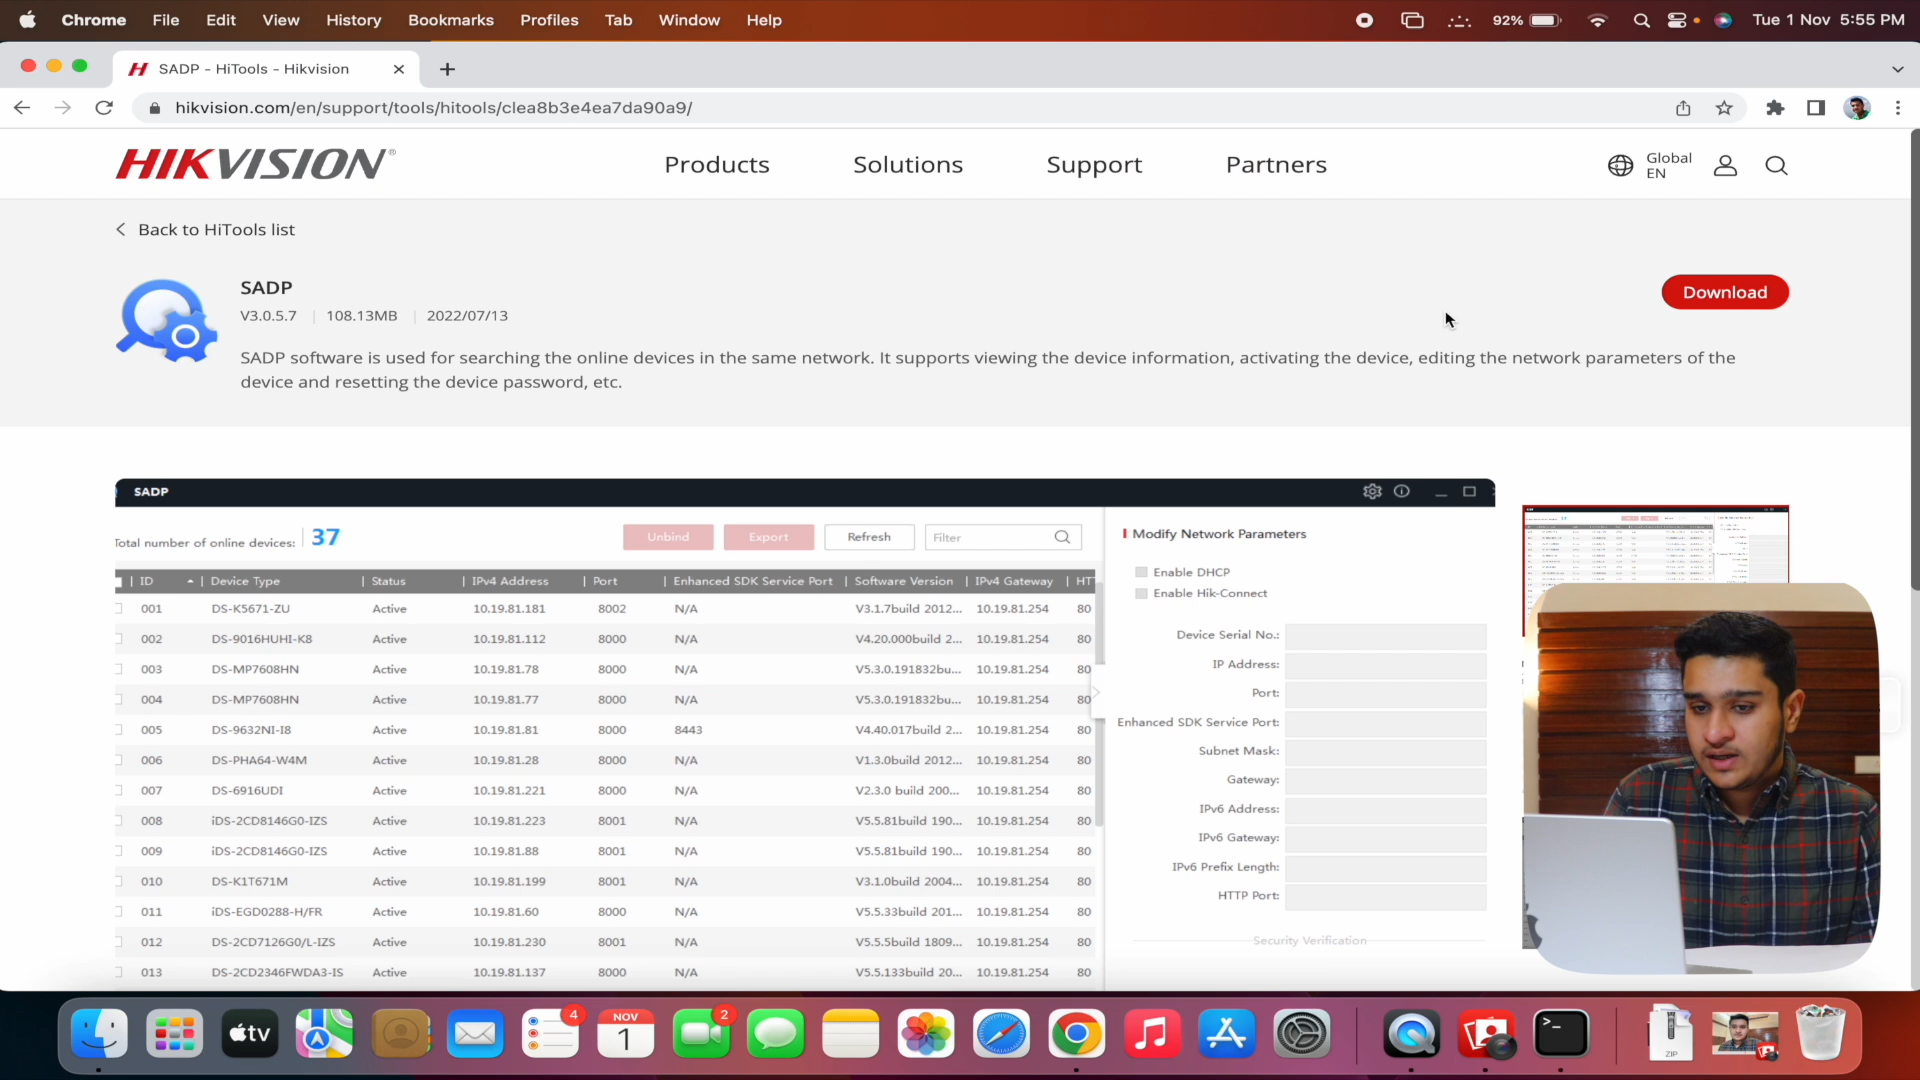 Chrome File Edit View History Bookmarks Profiles Tab Window Help 92% Tue 1 Nov 5:55 PM
SADP - HiTools - Hikvision
hikvision.com/en/support/tools/hitools/clea8b3e4ea7da90a9/
HIKVISION® Products Solutions Support Partners Global
EN
Back to HiTools list
SADP
Download
V3.0.5.7 | 108.13MB | 2022/07/13
SADP software is used for searching the online devices in the same network. It supports viewing the device information, activating the device, editing the network parameters of the
device and resetting the device password, etc.
SADP
Total number of online devices: 37 Unbind Export Refresh Filter
ID Device Type Status IPv4 Address Port Enhanced SDK Service Port Software Version IPv4 Gateway HT
001 DS-K5671-ZU Active 10.19.81.181 8002 N/A V3.1.7build 2012... 10.19.81.254 80
002 DS-9016HUHI-K8 Active 10.19.81.112 8000 N/A V4.20.000build 2... 10.19.81.254 80
003 DS-MP7608HN Active 10.19.81.78 8000 N/A V5.3.0.191832bu... 10.19.81.254 80
004 DS-MP7608HN Active 10.19.81.77 8000 N/A V5.3.0.191832bu... 10.19.81.254 80
005 DS-9632NI-I8 Active 10.19.81.81 8000 8443 V4.40.017build 2... 10.19.81.254 80
006 DS-PHA64-W4M Active 10.19.81.28 8000 N/A V1.3.0build 2012... 10.19.81.254 80
007 DS-6916UDI Active 10.19.81.221 8000 N/A V2.3.0 build 200... 10.19.81.254 80
008 iDS-2CD8146G0-IZS Active 10.19.81.223 8001 N/A V5.5.81build 190... 10.19.81.254 80
009 iDS-2CD8146G0-IZS Active 10.19.81.88 8001 N/A V5.5.81build 190... 10.19.81.254 80
010 DS-K1T671M Active 10.19.81.199 8001 N/A V3.1.0build 2004... 10.19.81.254 80
011 iDS-EGD0288-H/FR Active 10.19.81.60 8000 N/A V5.5.33build 201... 10.19.81.254 80
012 DS-2CD7126G0/L-IZS Active 10.19.81.230 8001 N/A V5.5.5build 1809... 10.19.81.254 80
013 DS-2CD2346FWDA3-IS Active 10.19.81.137 8000 N/A V5.5.133build 20... 10.19.81.254 80
Modify Network Parameters
Enable DHCP
Enable Hik-Connect
Device Serial No.:
IP Address:
Port:
Enhanced SDK Service Port:
Subnet Mask:
Gateway:
IPv6 Address:
IPv6 Gateway:
IPv6 Prefix Length:
HTTP Port:
Security Verification
tv 4 NOV 1 2 ZIP